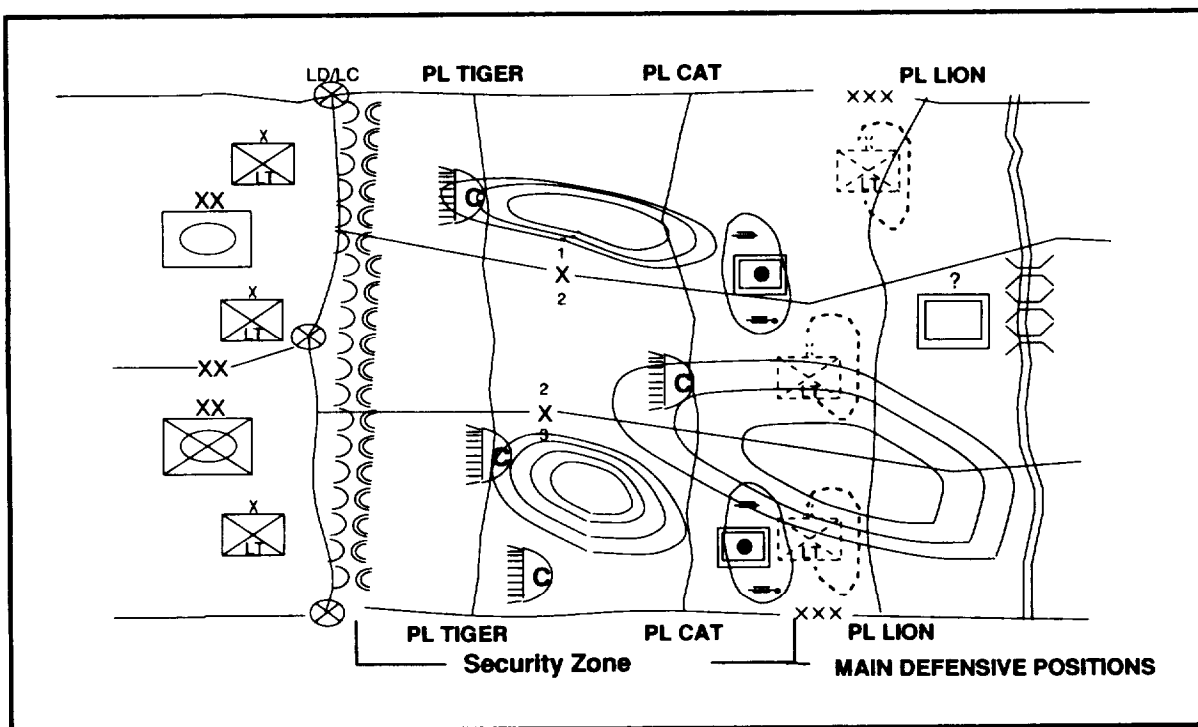 LD/LC
PL TIGER
PL CAT
PL LION
XXX
X
LT
XX
C
1
X
2
LT
X
LT
?
XX
XX
2
X
3
C
LT
C
X
LT
LT
C
XXX
PL TIGER
PL CAT
PL LION
Security Zone
MAIN DEFENSIVE POSITIONS